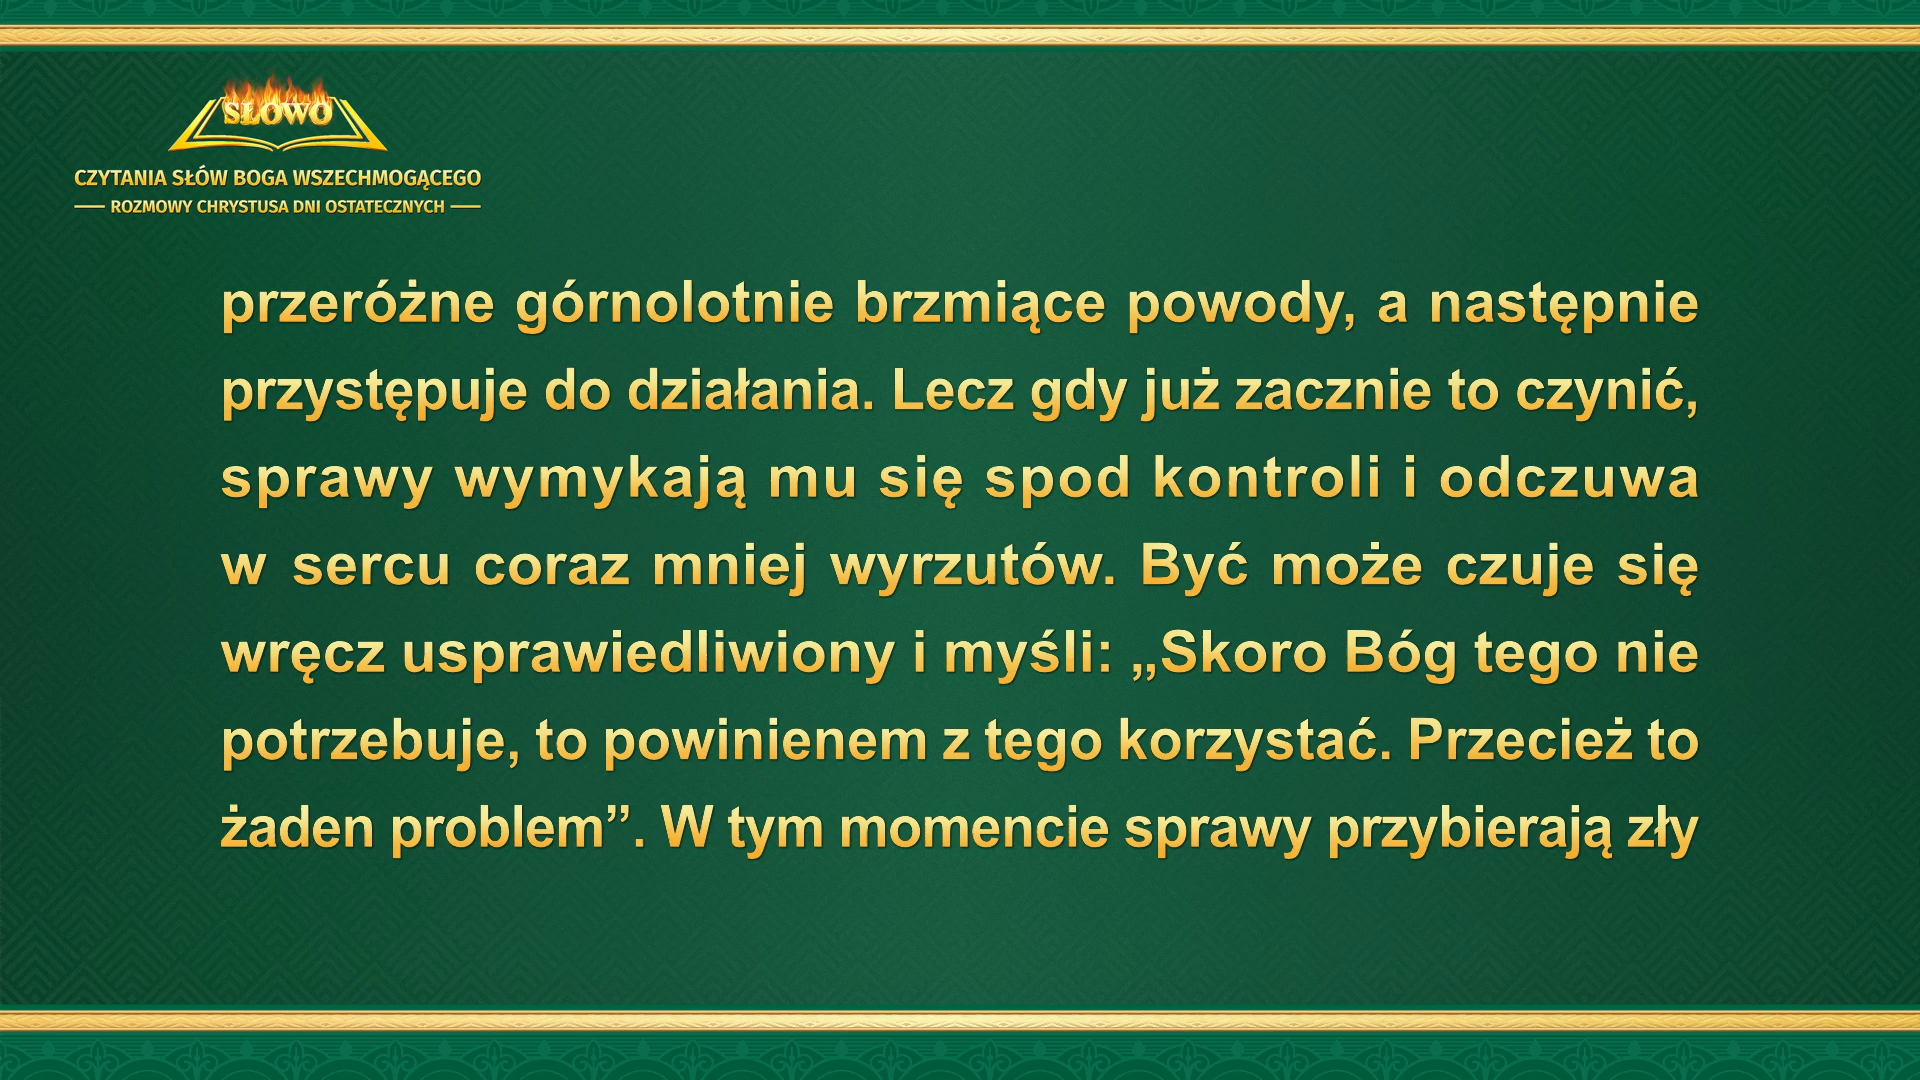 SŁOWO
CZYTANIA SŁÓW BOGA WSZECHMOGĄCEGO
ROZMOWY CHRYSTUSA DNI OSTATECZNYCH
przeróżne górnolotnie brzmiące powody, a następnie
przystępuje do działania. Lecz gdy już zacznie to czynić,
sprawy wymykają mu się spod kontroli i odczuwa
w sercu coraz mniej wyrzutów. Być może czuje się
wręcz usprawiedliwiony i myśli: „Skoro Bóg tego nie
potrzebuje, to powinienem z tego korzystać. Przecież to
żaden problem”. W tym momencie sprawy przybierają zły